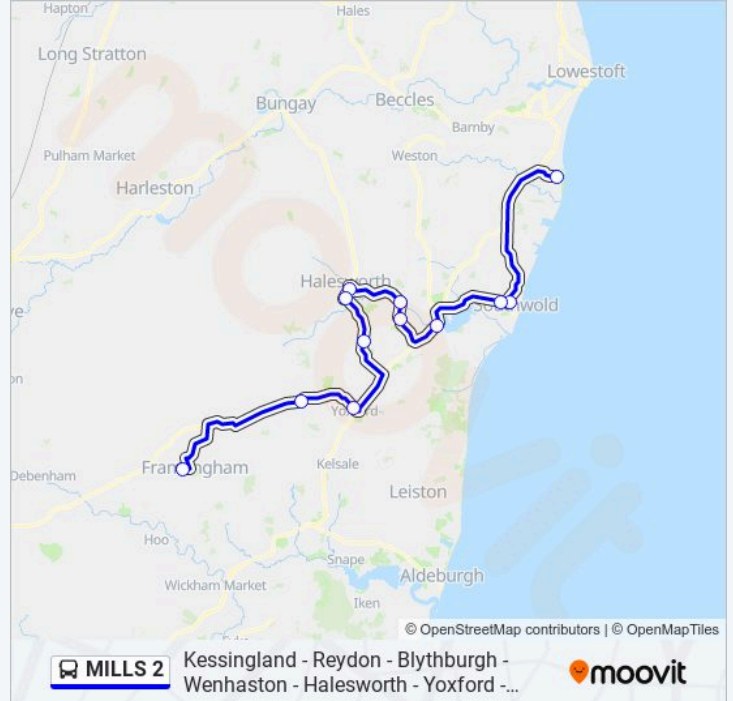 Hapton
Hales
Long Stratton
Lowestoft
Bungay
Beccles
Barnby
Pulham Market
Weston
Harleston
Halesworth
Southwold
Yoxford
Framlingham
Kelsale
Debenham
Leiston
Hoo
Snape
Wickham Market
Aldeburgh
Iken
© OpenStreetMap contributors | © OpenMapTiles
MILLS 2
Kessingland - Reydon - Blythburgh -
Wenhaston - Halesworth - Yoxford -...
moovit